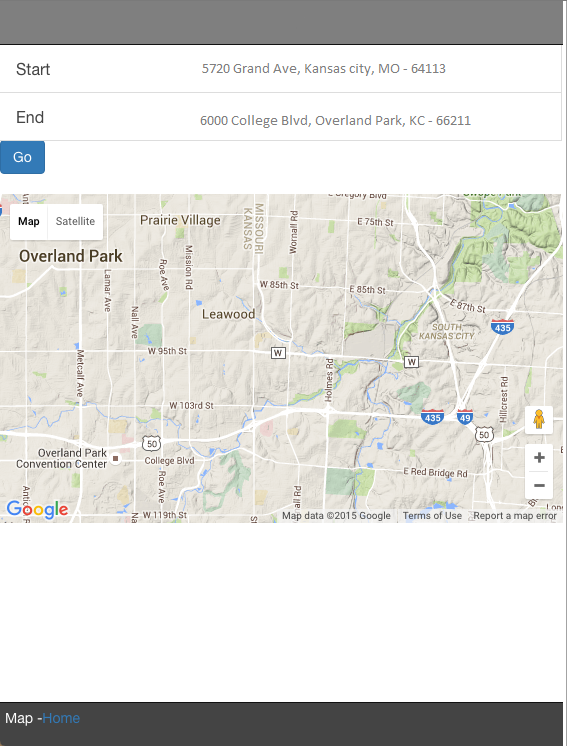 Start 5720 Grand Ave, Kansas city, MO - 64113
End 6000 College Blvd, Overland Park, KC - 66211
Go
E Gregory Blvd
Map Satellite
Prairie Village
MISSOURI
KANSAS
Wornall Rd
E 75th St
Overland Park
Mission Rd
Roe Ave
Lamar Ave
W 85th St
E 85th St
E 87th St
Nall Ave
Leawood
SOUTH
KANSAS CITY
435
W 95th St
W
W
Metcalf Ave
Holmes Rd
Hillcrest Rd
W 103rd St
435
49
50
50
Overland Park
Convention Center
College Blvd
E Red Bridge Rd
Roe Ave
W 119th St
Google
Map data ©2015 Google Terms of Use Report a map error
Map -Home